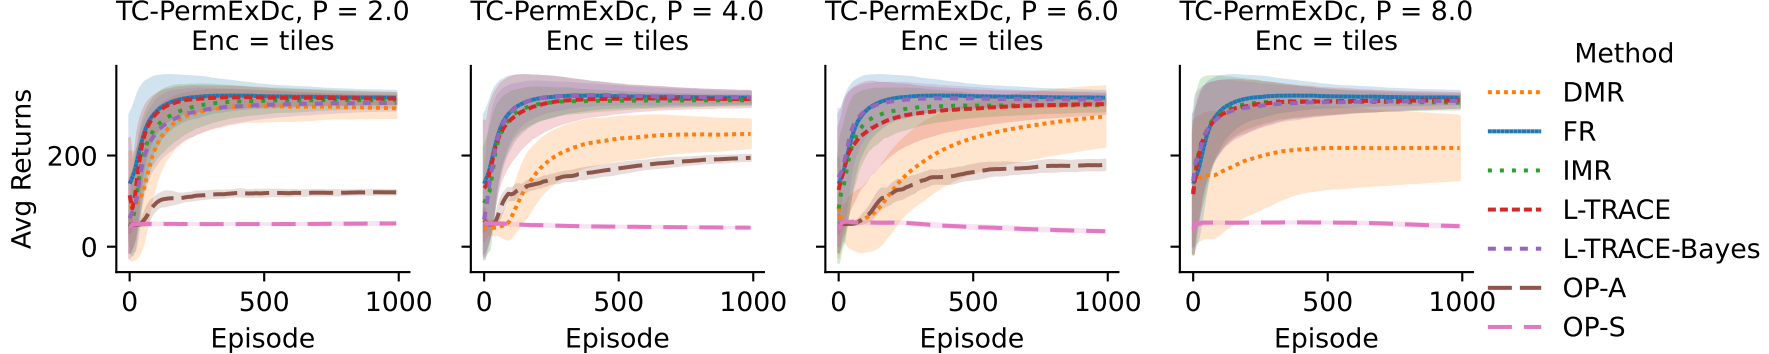 TC-PermExDc, P = 2.0
Enc = tiles
TC-PermExDc, P = 4.0
Enc = tiles
TC-PermExDc, P = 6.0
Enc = tiles
TC-PermExDc, P = 8.0
Enc = tiles
Avg Returns
200
0
0
500
1000
Episode
0
500
1000
Episode
0
500
1000
Episode
0
500
1000
Episode
Method
DMR
FR
IMR
L-TRACE
L-TRACE-Bayes
OP-A
OP-S